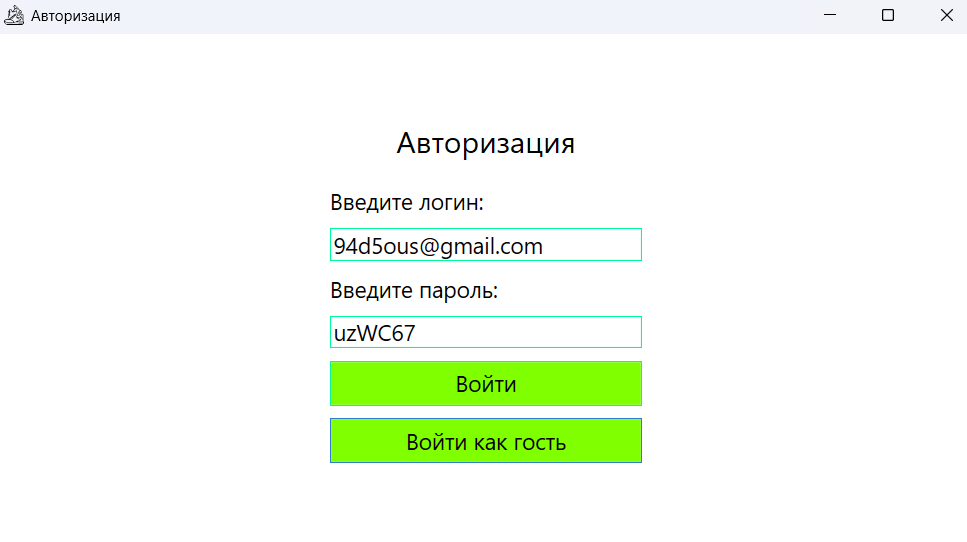 Авторизация
Авторизация
Введите логин:
94d5ous@gmail.com
Введите пароль:
uzWC67
Войти
Войти как гость